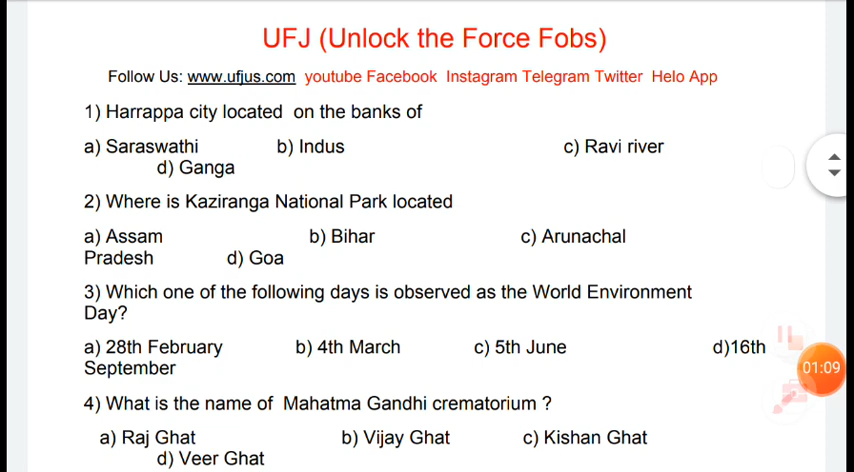 UFJ (Unlock the Force Fobs)
Follow Us: www.ufjus.com youtube Facebook Instagram Telegram Twitter Helo App
1) Harrappa city located on the banks of
a) Saraswathi b) Indus c) Ravi river
d) Ganga
2) Where is Kaziranga National Park located
a) Assam b) Bihar c) Arunachal
Pradesh d) Goa
3) Which one of the following days is observed as the World Environment
Day?
a) 28th February b) 4th March c) 5th June d)16th
September
01:09
4) What is the name of Mahatma Gandhi crematorium ?
a) Raj Ghat b) Vijay Ghat c) Kishan Ghat
d) Veer Ghat